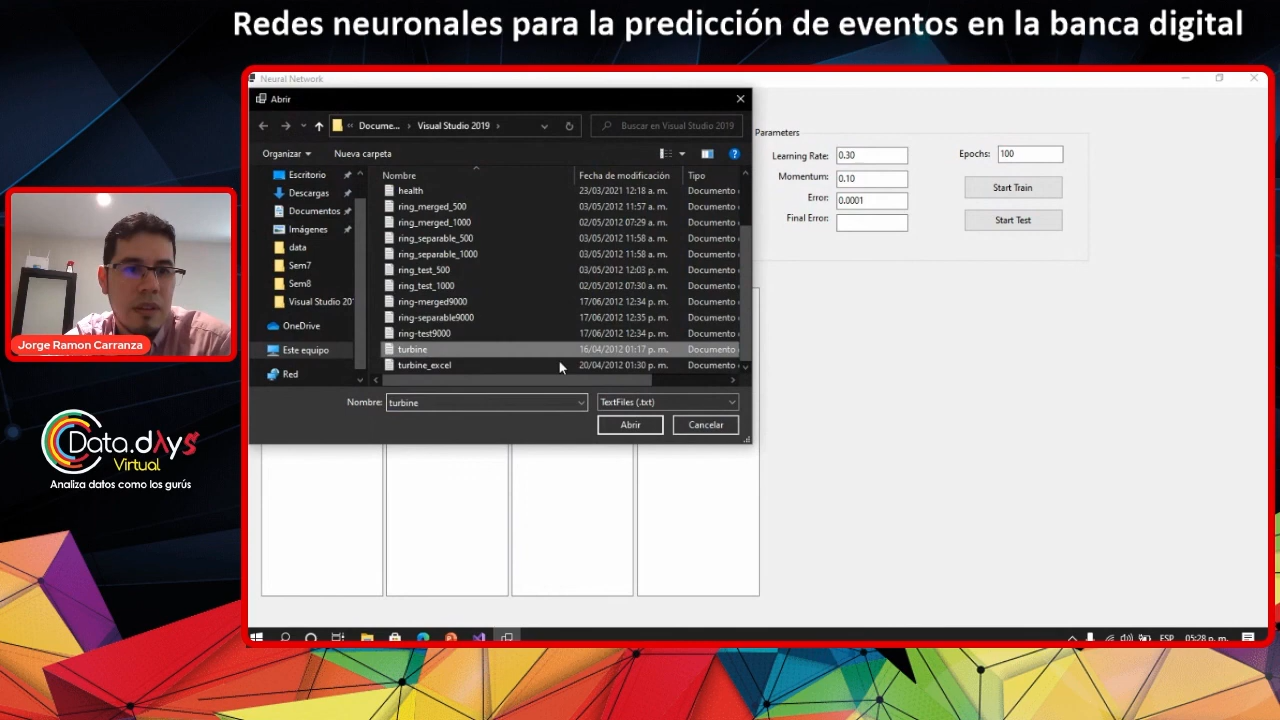 Redes neuronales para la predicción de eventos en la banca digital
Neural Network
Abrir
Docume...
Visual Studio 2019
Buscar en Visual Studio 2019
Organizar
Nueva carpeta
Nombre
Fecha de modificación
Tipo
Escritorio
Descargas
Documentos
Imágenes
data
Sem7
Sem8
Visual Studio 20
OneDrive
Este equipo
Red
health 23/03/2021 12:18 a. m. Documento
ring_merged_500 03/05/2012 11:57 a. m. Documento
ring_merged_1000 02/05/2012 07:29 a. m. Documento
ring_separable_500 03/05/2012 11:58 a. m. Documento
ring_separable_1000 03/05/2012 11:58 a. m. Documento
ring_test_500 03/05/2012 12:03 p. m. Documento
ring_test_1000 02/05/2012 07:30 a. m. Documento
ring-merged9000 17/06/2012 12:34 p. m. Documento
ring-separable9000 17/06/2012 12:35 p. m. Documento
ring-test9000 17/06/2012 12:34 p. m. Documento
turbine 16/04/2012 01:17 p. m. Documento
turbine_excel 20/04/2012 01:30 p. m. Documento
Nombre: turbine
TextFiles (.txt)
Abrir
Cancelar
Parameters
Learning Rate: 0.30
Momentum: 0.10
Error: 0.0001
Final Error:
Epochs: 100
Start Train
Start Test
Jorge Ramon Carranza
Data.dAys
Virtual
Analiza datos como los gurús
ESP 05:28 p. m.